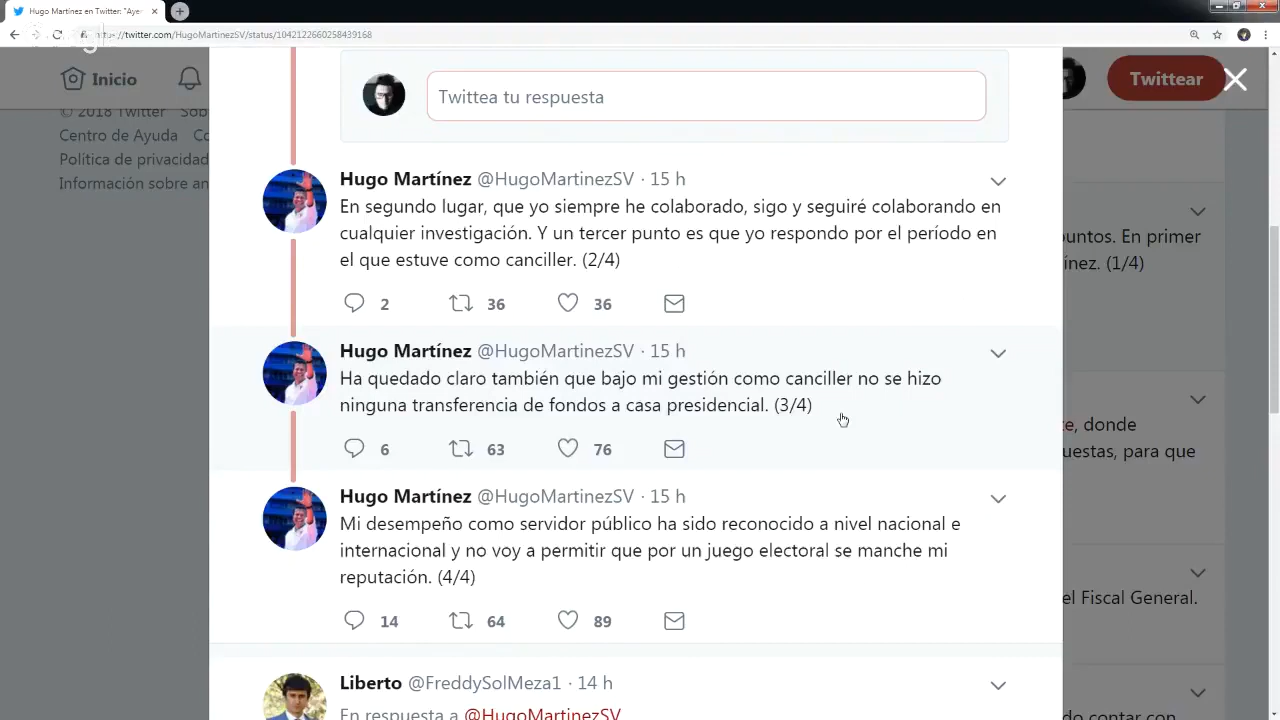 Hugo Martínez en Twitter: "Aye
twitter.com/HugoMartinezSV/status/1042122660258439168
Inicio
Twittear
© 2018 Twitter
Centro de Ayuda
Política de privacidad
Información sobre
Twittea tu respuesta
Hugo Martínez @HugoMartinezSV · 15 h
En segundo lugar, que yo siempre he colaborado, sigo y seguiré colaborando en
cualquier investigación. Y un tercer punto es que yo respondo por el período en
el que estuve como canciller. (2/4)
2 36 36
Hugo Martínez @HugoMartinezSV · 15 h
Ha quedado claro también que bajo mi gestión como canciller no se hizo
ninguna transferencia de fondos a casa presidencial. (3/4)
6 63 76
Hugo Martínez @HugoMartinezSV · 15 h
Mi desempeño como servidor público ha sido reconocido a nivel nacional e
internacional y no voy a permitir que por un juego electoral se manche mi
reputación. (4/4)
14 64 89
Liberto @FreddySolMeza1 · 14 h
En respuesta a @HugoMartinezSV
puntos. En primer
ínez. (1/4)
te, donde
uestas, para que
el Fiscal General.
do contar con